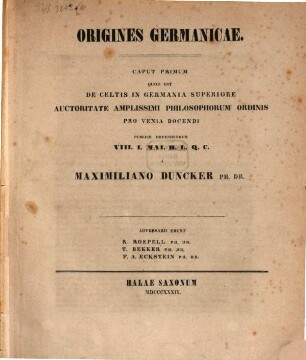 ORIGINES GERMANICAE.
CAPUT PRIMUM
QUOD EST
DE CELTIS IN GERMANIA SUPERIORE
AUCTORITATE AMPLISSIMI PHILOSOPHORUM ORDINIS
PRO VENIA DOCENDI
PUBLICE DEFENDETUR
VIII. I. MAI. H. L. Q. C.
A
MAXIMILIANO DUNCKER PH. DR.
ADVERSARII ERUNT
R. ROEPELL PH. DR.
T. BEKKER PH. DR.
F. A. ECKSTEIN PH. DR.
HALAE SAXONUM
MDCCCXXXIX.